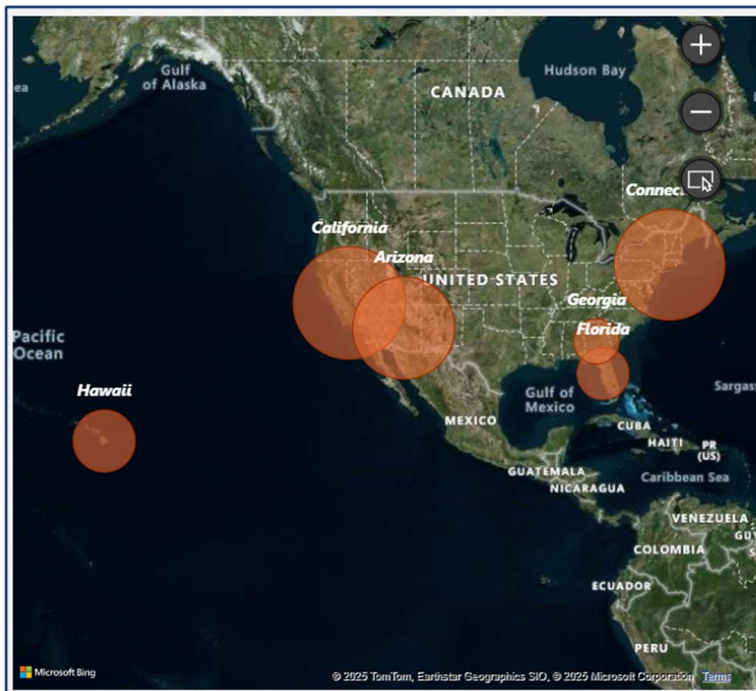 Gulf
of Alaska
ea
Hudson Bay
CANADA
Connec
California
Arizona
UNITED STATES
Georgia
Florida
Pacific
Ocean
Hawaii
Gulf of
Mexico
Sargas
MEXICO
CUBA
HAITI
PR
(US)
GUATEMALA
Caribbean Sea
NICARAGUA
VENEZUELA
GUY
COLOMBIA
S
ECUADOR
PERU
Microsoft Bing
© 2025 TomTom, Earthstar Geographics SIO, © 2025 Microsoft Corporation Terms